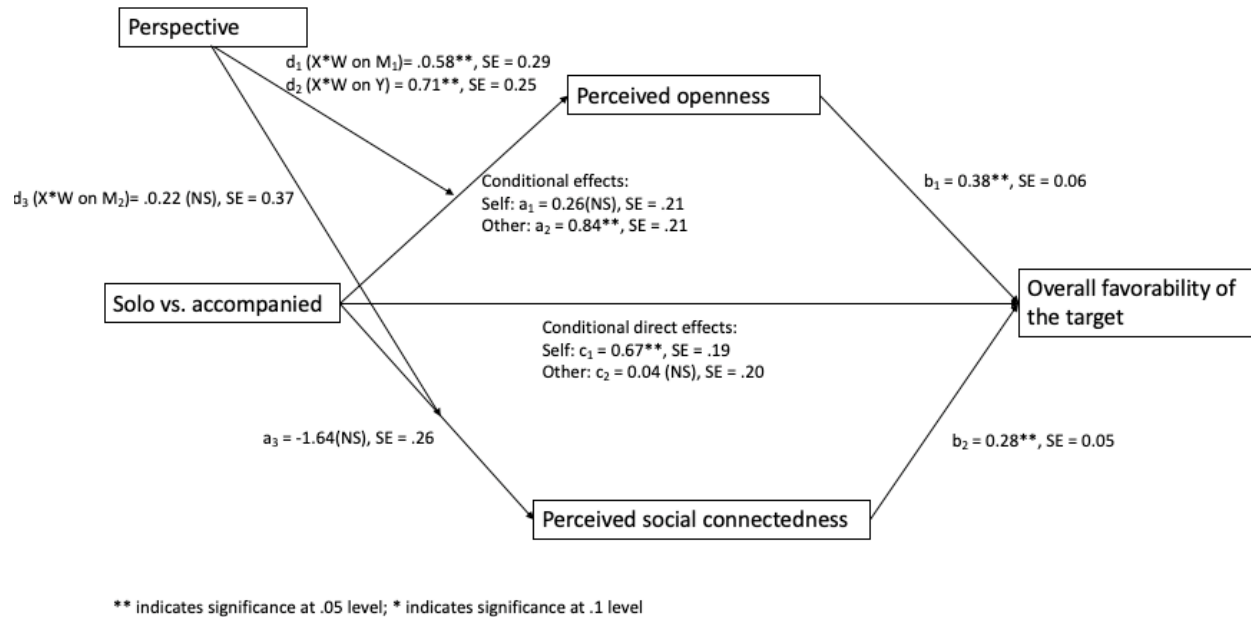 Perspective
d₁ (X*W on M₁)= .0.58**, SE = 0.29
d₂ (X*W on Y) = 0.71**, SE = 0.25
Perceived openness
d₃ (X*W on M₂)= .0.22 (NS), SE = 0.37
Conditional effects:
Self: a₁ = 0.26(NS), SE = .21
Other: a₂ = 0.84**, SE = .21
b₁ = 0.38**, SE = 0.06
Solo vs. accompanied
Overall favorability of
the target
Conditional direct effects:
Self: c₁ = 0.67**, SE = .19
Other: c₂ = 0.04 (NS), SE = .20
a₃ = -1.64(NS), SE = .26
b₂ = 0.28**, SE = 0.05
Perceived social connectedness
** indicates significance at .05 level; * indicates significance at .1 level